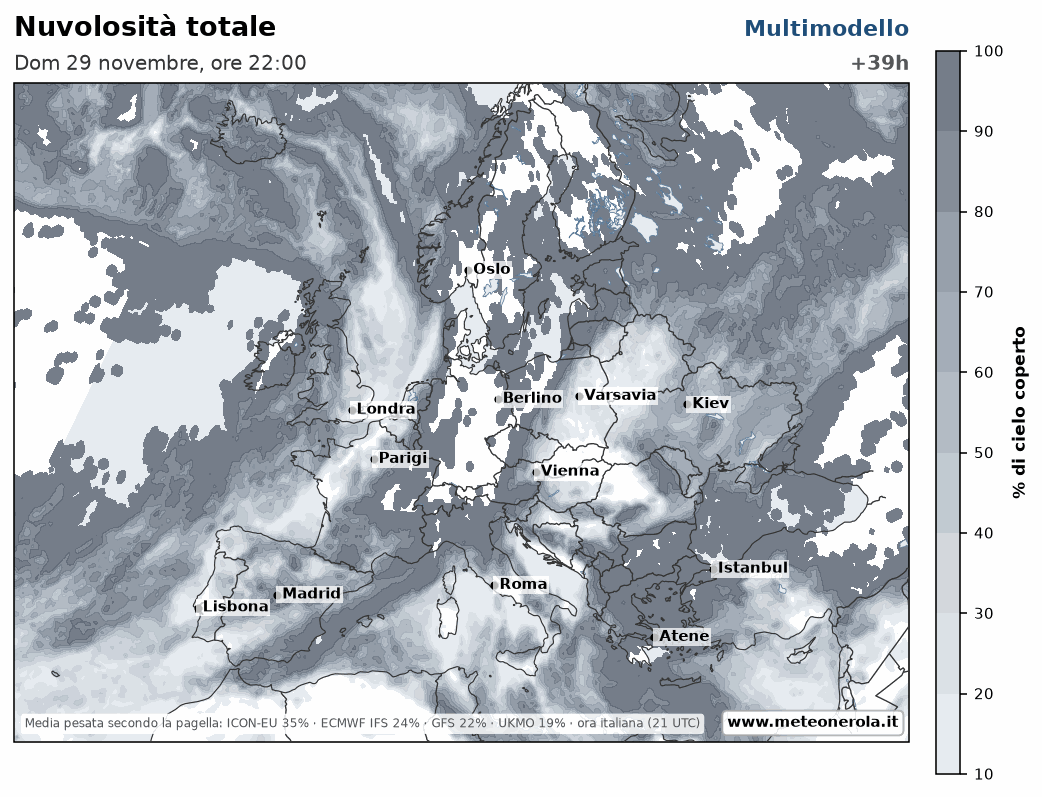 Nuvolosità totale
Multimodello
Dom 29 novembre, ore 22:00
+39h
100
90
80
70
60
50
40
30
20
10
% di cielo coperto
Oslo
Londra
Berlino
Varsavia
Kiev
Parigi
Vienna
Istanbul
Roma
Madrid
Lisbona
Atene
Media pesata secondo la pagella: ICON-EU 35% · ECMWF IFS 24% · GFS 22% · UKMO 19% · ora italiana (21 UTC)
www.meteonerola.it